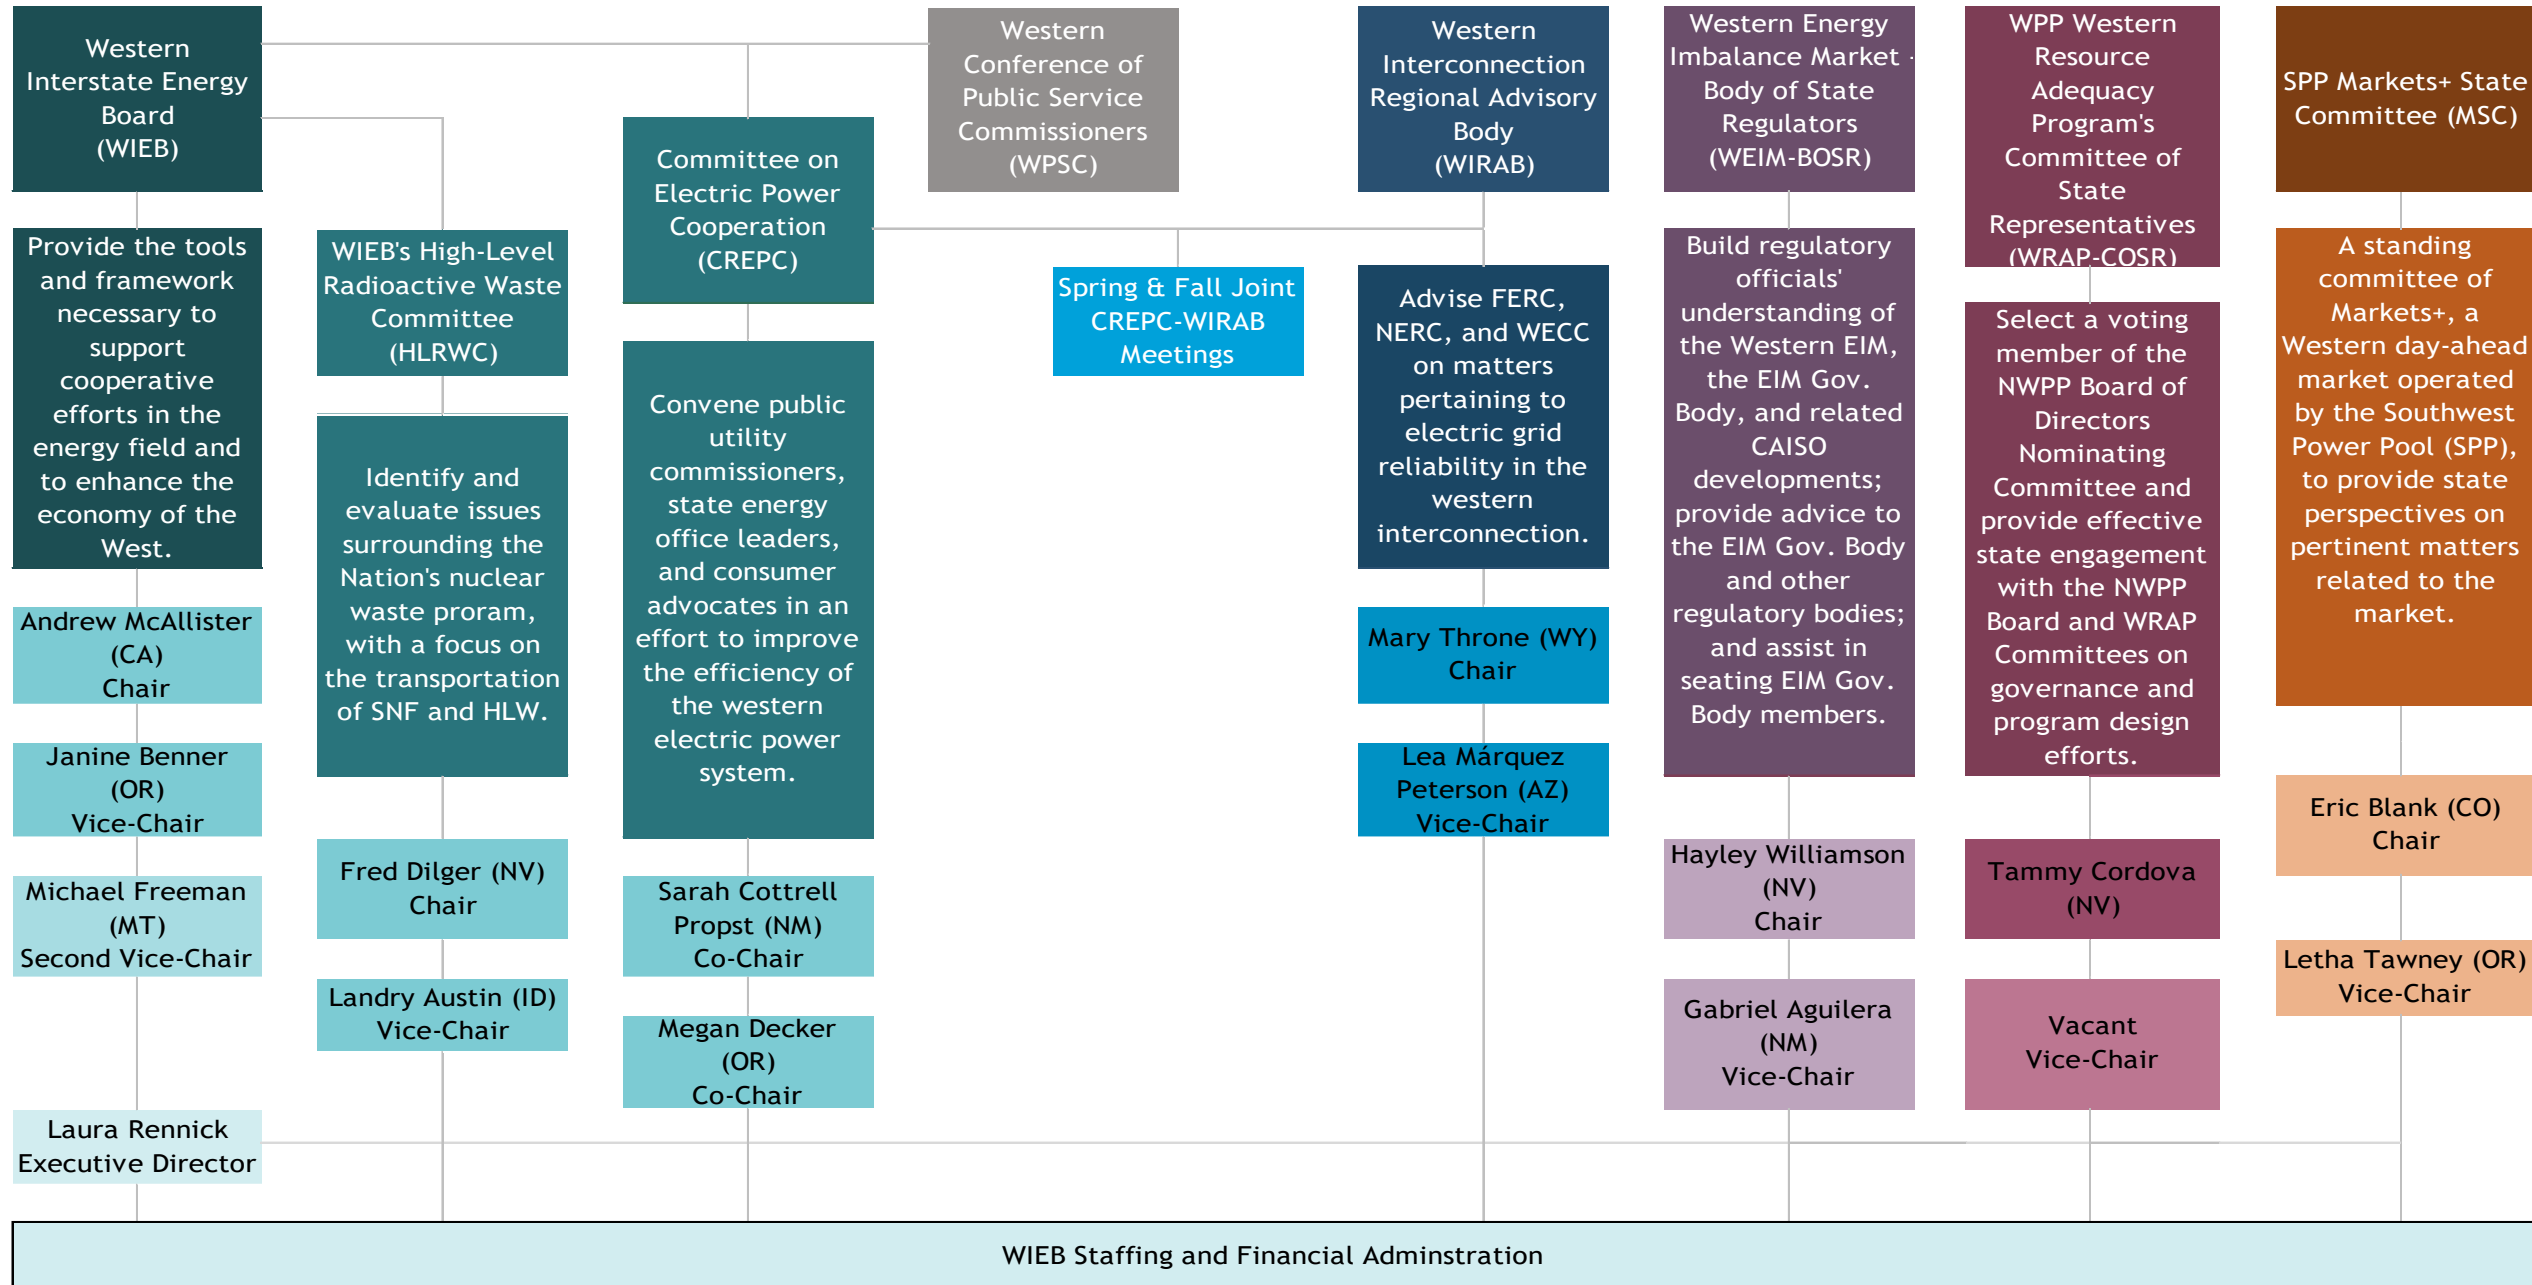 Western
Interstate Energy
Board
(WIEB)
Provide the tools
and framework
necessary to
support
cooperative
efforts in the
energy field and
to enhance the
economy of the
West.
Andrew McAllister
(CA)
Chair
Janine Benner
(OR)
Vice-Chair
Michael Freeman
(MT)
Second Vice-Chair
Laura Rennick
Executive Director
WIEB's High-Level
Radioactive Waste
Committee
(HLRWC)
Identify and
evaluate issues
surrounding the
Nation's nuclear
waste proram,
with a focus on
the transportation
of SNF and HLW.
Fred Dilger (NV)
Chair
Landry Austin (ID)
Vice-Chair
Committee on
Electric Power
Cooperation
(CREPC)
Convene public
utility
commissioners,
state energy
office leaders,
and consumer
advocates in an
effort to improve
the efficiency of
the western
electric power
system.
Sarah Cottrell
Propst (NM)
Co-Chair
Megan Decker
(OR)
Co-Chair
Western
Conference of
Public Service
Commissioners
(WPSC)
Spring & Fall Joint
CREPC-WIRAB
Meetings
Western
Interconnection
Regional Advisory
Body
(WIRAB)
Advise FERC,
NERC, and WECC
on matters
pertaining to
electric grid
reliability in the
western
interconnection.
Mary Throne (WY)
Chair
Lea Márquez
Peterson (AZ)
Vice-Chair
Western Energy
Imbalance Market -
Body of State
Regulators
(WEIM-BOSR)
Build regulatory
officials'
understanding of
the Western EIM,
the EIM Gov.
Body, and related
CAISO
developments;
provide advice to
the EIM Gov. Body
and other
regulatory bodies;
and assist in
seating EIM Gov.
Body members.
Hayley Williamson
(NV)
Chair
Gabriel Aguilera
(NM)
Vice-Chair
WPP Western
Resource
Adequacy
Program's
Committee of
State
Representatives
(WRAP-COSR)
Select a voting
member of the
NWPP Board of
Directors
Nominating
Committee and
provide effective
state engagement
with the NWPP
Board and WRAP
Committees on
governance and
program design
efforts.
Tammy Cordova
(NV)
Vacant
Vice-Chair
SPP Markets+ State
Committee (MSC)
A standing
committee of
Markets+, a
Western day-ahead
market operated
by the Southwest
Power Pool (SPP),
to provide state
perspectives on
pertinent matters
related to the
market.
Eric Blank (CO)
Chair
Letha Tawney (OR)
Vice-Chair
WIEB Staffing and Financial Adminstration